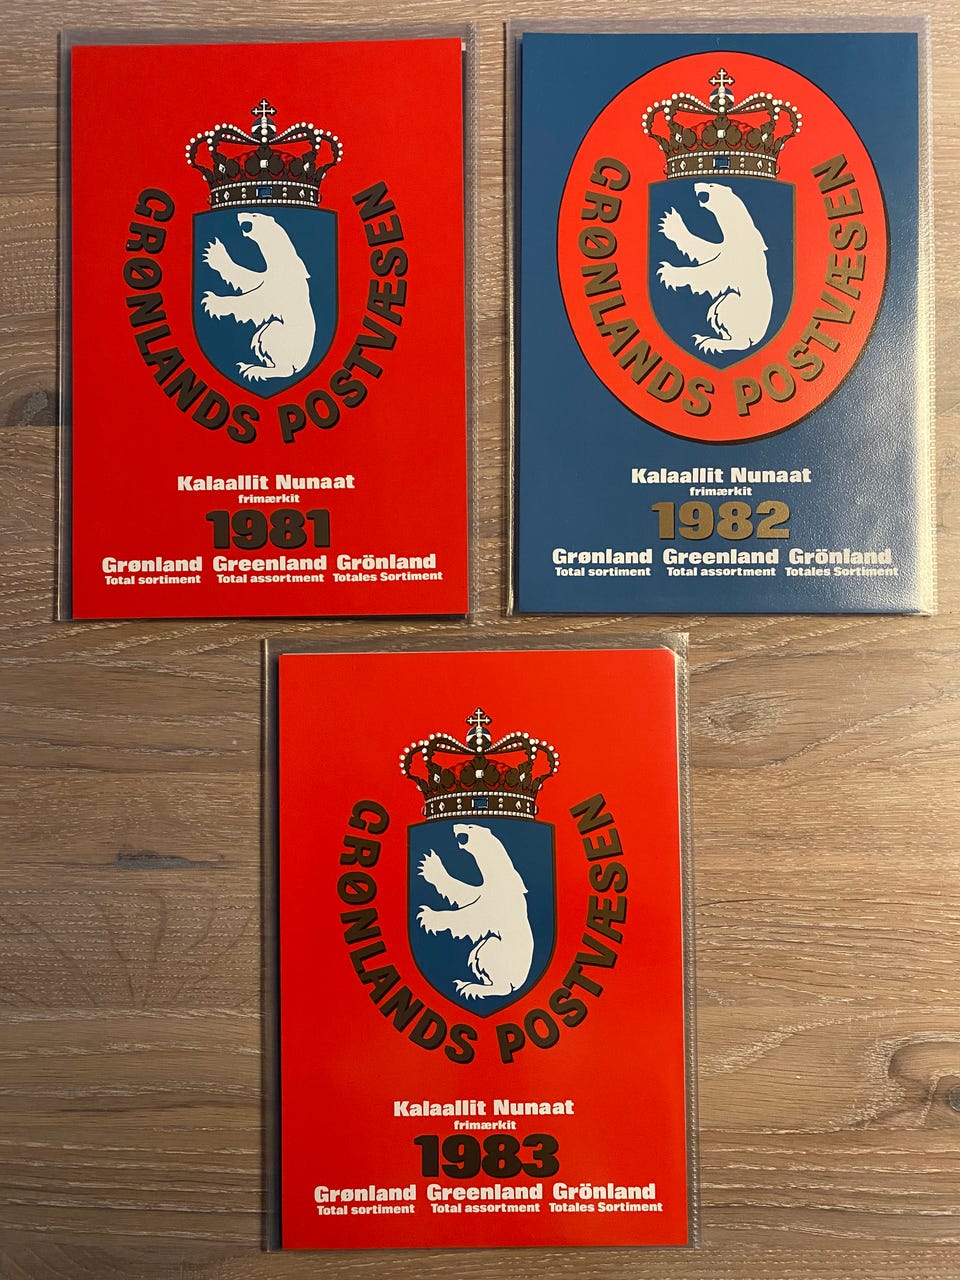 GRØNLANDS POSTVÆSEN
Kalaallit Nunaat
frimærkit
1981
Grønland Greenland Grönland
Total sortiment Total assortment Totales Sortiment
GRØNLANDS POSTVÆSEN
Kalaallit Nunaat
frimærkit
1982
Grønland Greenland Grönland
Total sortiment Total assortment Totales Sortiment
GRØNLANDS POSTVÆSEN
Kalaallit Nunaat
frimærkit
1983
Grønland Greenland Grönland
Total sortiment Total assortment Totales Sortiment